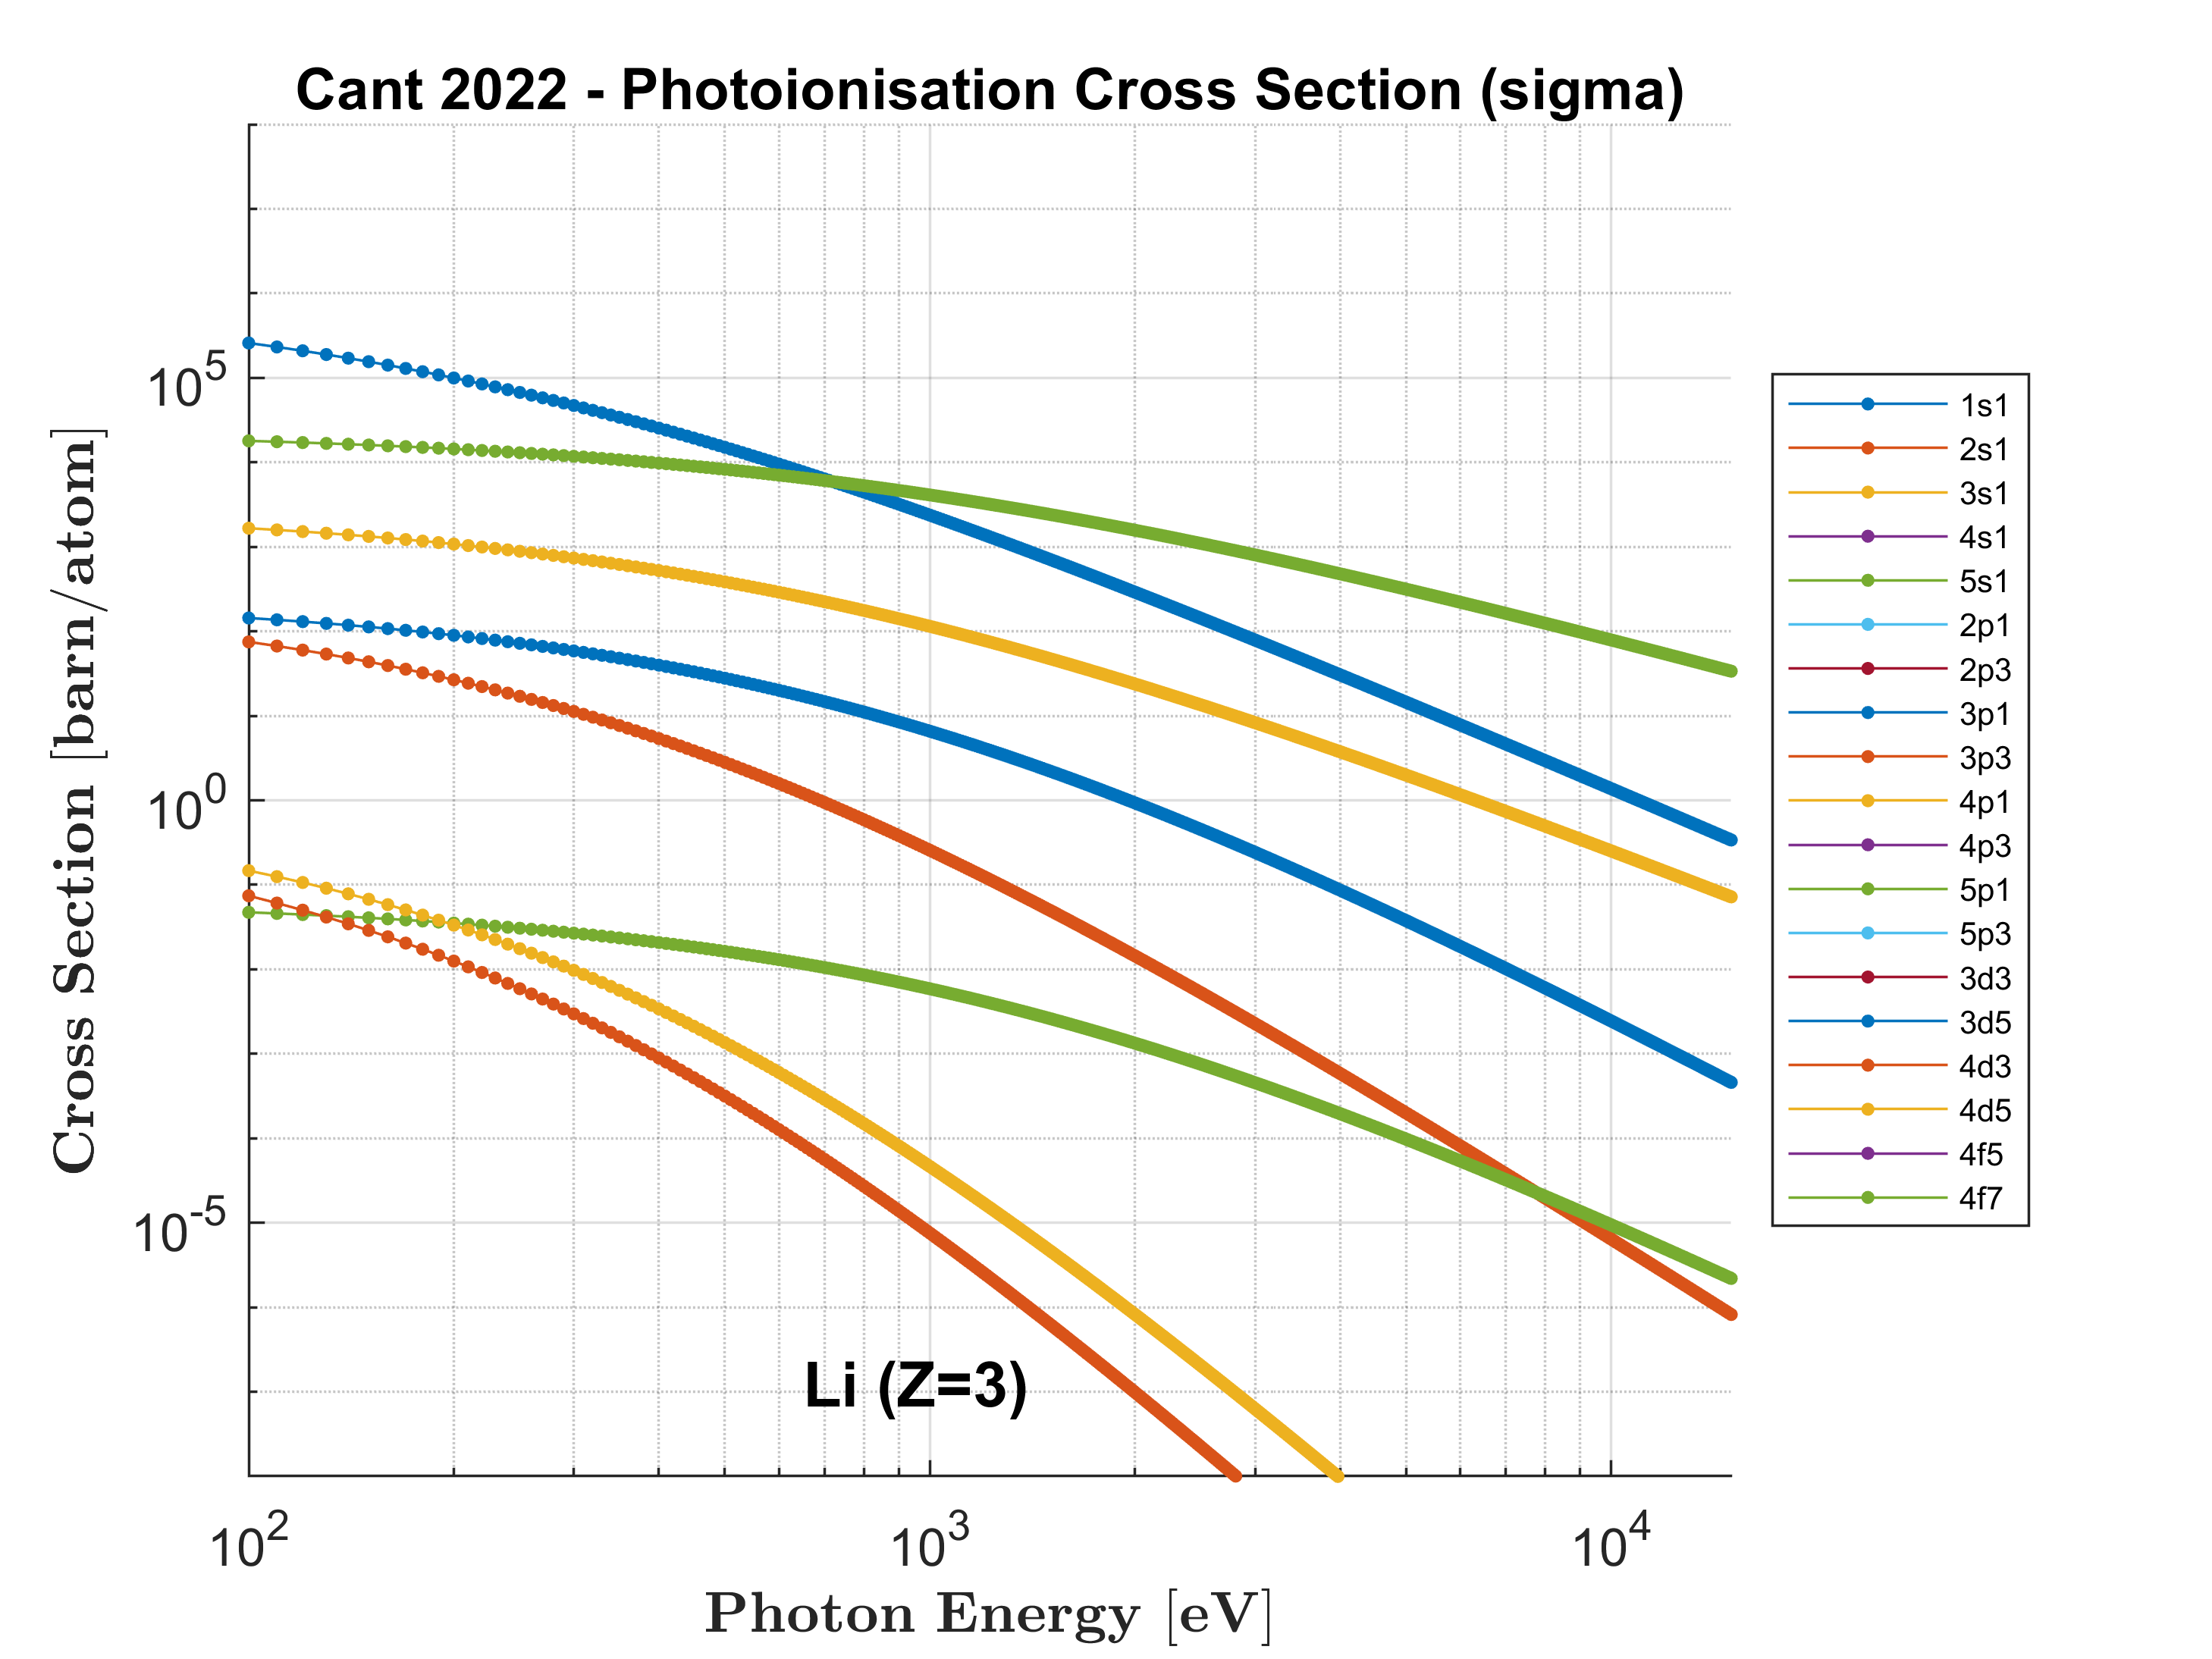 Cant 2022 - Photoionisation Cross Section (sigma)
Cross Section [barn/atom]
10^5
10^0
10^-5
Li (Z=3)
10^2
10^3
10^4
Photon Energy [eV]
1s1
2s1
3s1
4s1
5s1
2p1
2p3
3p1
3p3
4p1
4p3
5p1
5p3
3d3
3d5
4d3
4d5
4f5
4f7